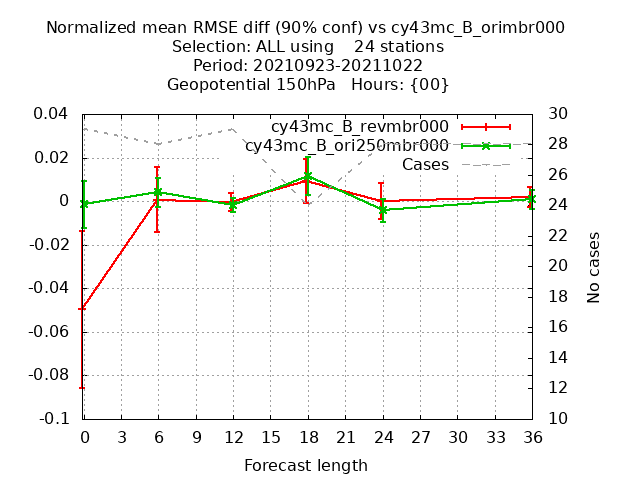 Normalized mean RMSE diff (90% conf) vs cy43mc_B_orimbr000
Selection: ALL using    24 stations
Period: 20210923-20211022
Geopotential 150hPa   Hours: {00}
cy43mc_B_revmbr000
cy43mc_B_ori250mbr000
Cases
0.04
0.02
0
-0.02
-0.04
-0.06
-0.08
-0.1
30
28
26
24
22
20
18
16
14
12
10
No cases
0 3 6 9 12 15 18 21 24 27 30 33 36
Forecast length